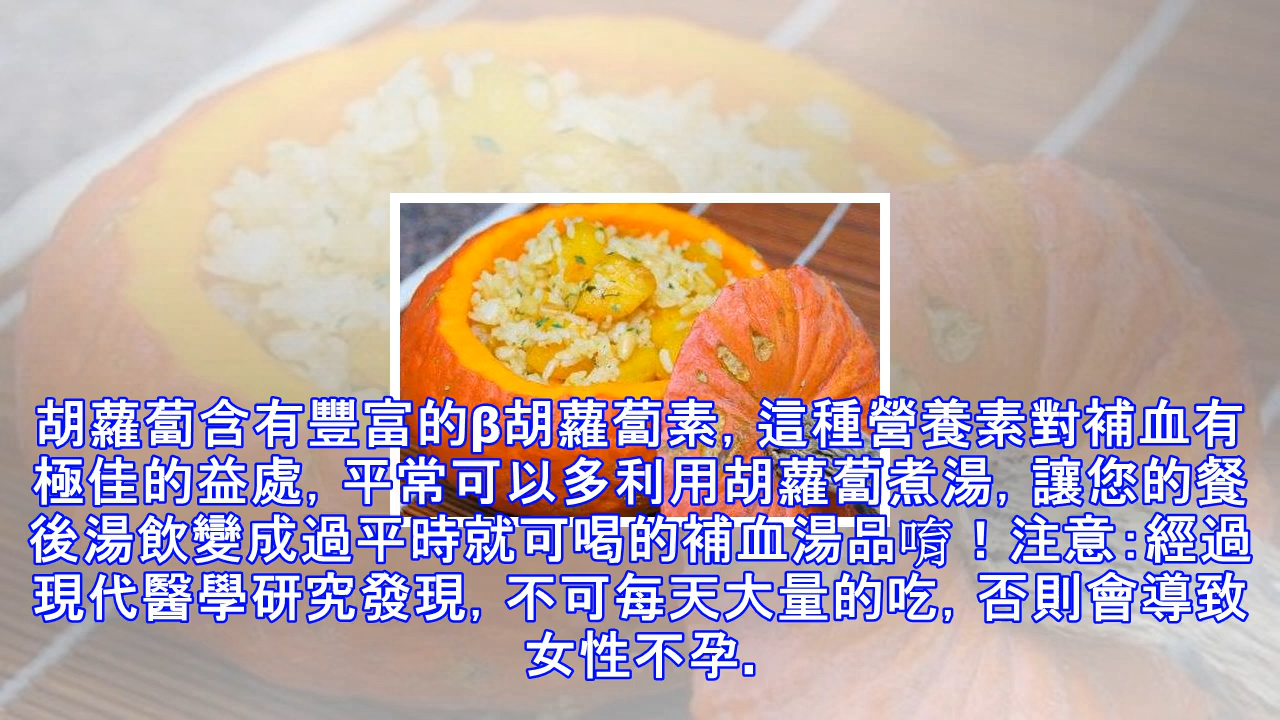 胡蘿蔔含有豐富的β胡蘿蔔素, 這種營養素對補血有
極佳的益處, 平常可以多利用胡蘿蔔煮湯, 讓您的餐
後湯飲變成過平時就可喝的補血湯品唷！注意:經過
現代醫學研究發現, 不可每天大量的吃, 否則會導致
女性不孕.